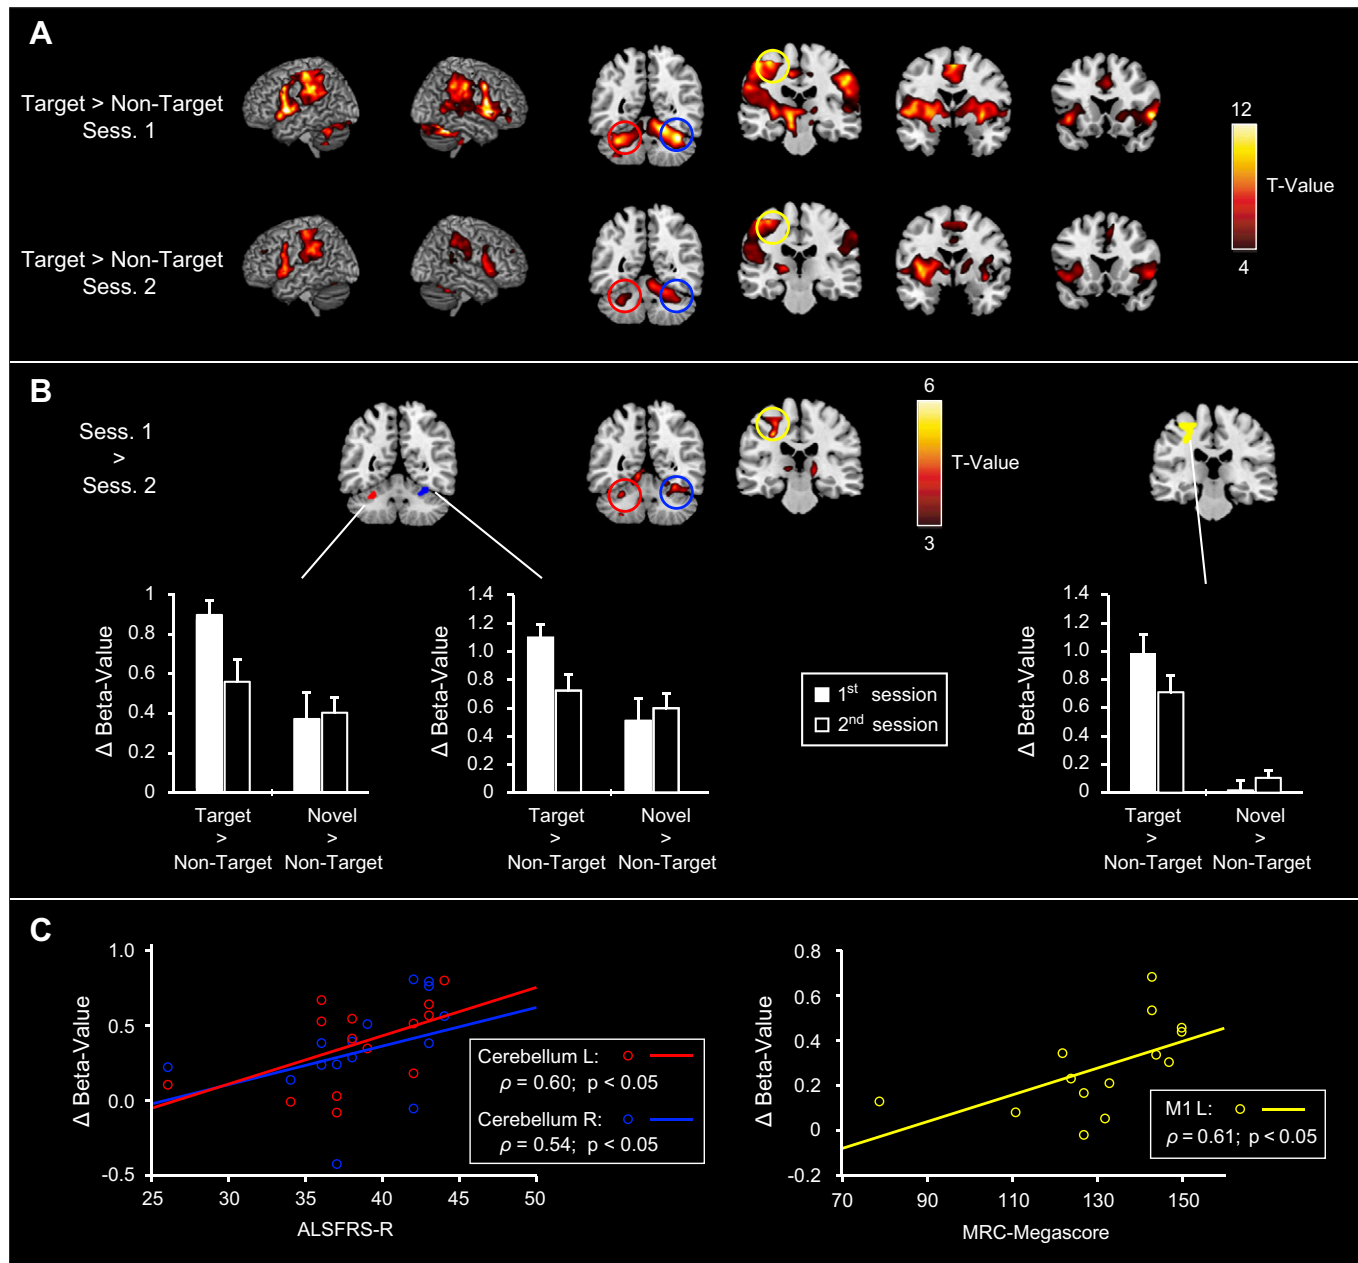 A
Target > Non-Target
Sess. 1
12
T-Value
4
Target > Non-Target
Sess. 2
B
Sess. 1
>
Sess. 2
6
T-Value
3
Δ Beta-Value
1
0.8
0.6
0.4
0.2
0
Target
>
Non-Target
Novel
>
Non-Target
Δ Beta-Value
1.4
1.2
1.0
0.8
0.6
0.4
0.2
0
Target
>
Non-Target
Novel
>
Non-Target
1st session
2nd session
Δ Beta-Value
1.4
1.2
1.0
0.8
0.6
0.4
0.2
0
Target
>
Non-Target
Novel
>
Non-Target
C
Δ Beta-Value
1.0
0.5
0.0
-0.5
25 30 35 40 45 50
ALSFRS-R
Cerebellum L:
ρ = 0.60; p < 0.05
Cerebellum R:
ρ = 0.54; p < 0.05
Δ Beta-Value
0.8
0.6
0.4
0.2
0
-0.2
70 90 110 130 150
MRC-Megascore
M1 L:
ρ = 0.61; p < 0.05